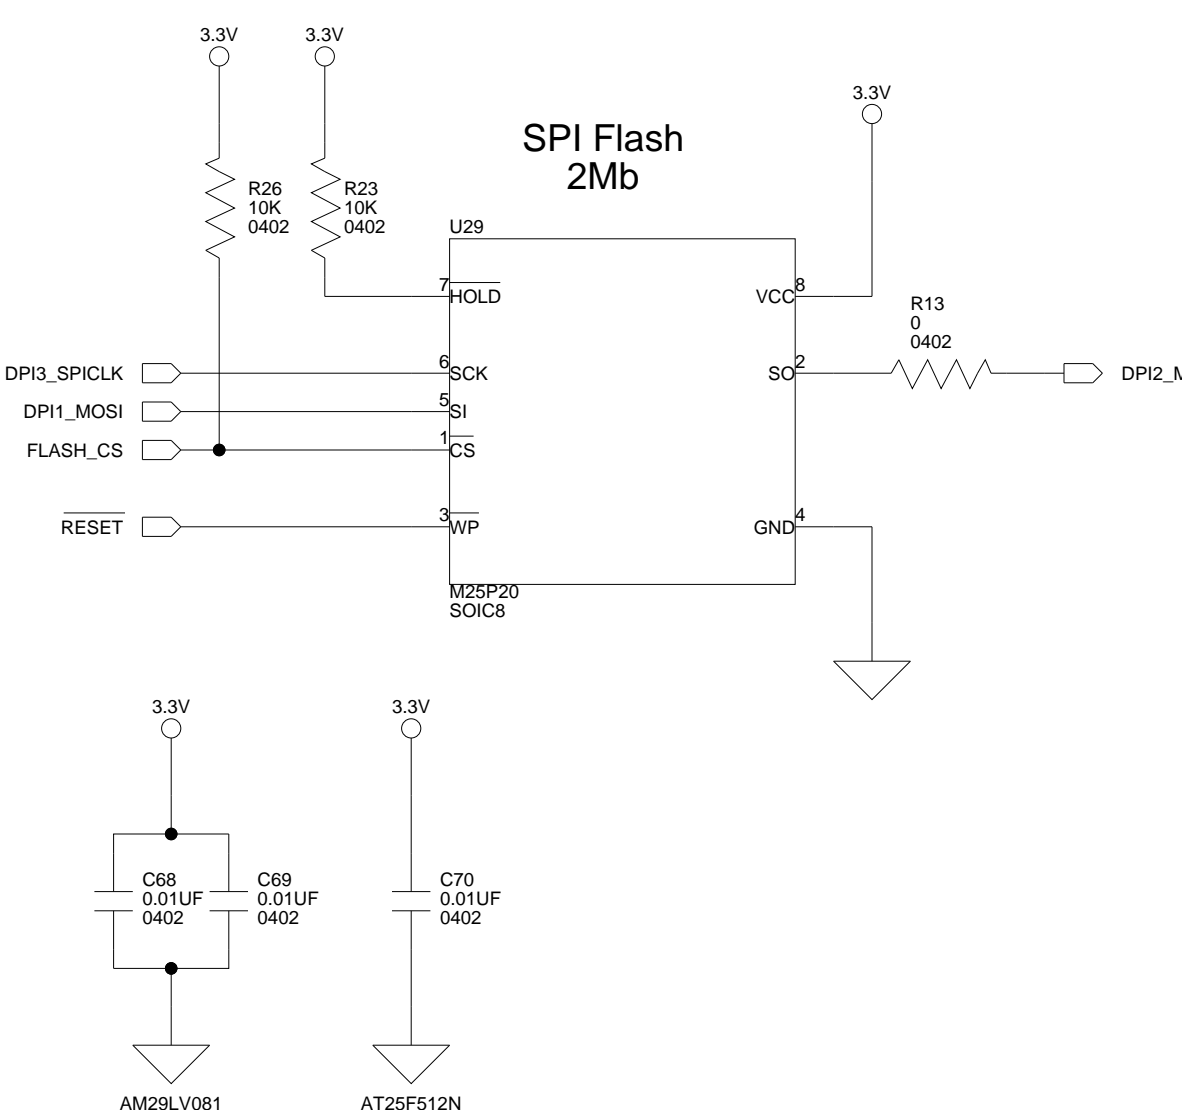 3.3V
3.3V
3.3V
SPI Flash
2Mb
R26
10K
0402
R23
10K
0402
U29
7
HOLD
8
VCC
R13
0
0402
DPI3_SPICLK
6
SCK
2
SO
DPI1_MOSI
5
SI
FLASH_CS
1
CS
RESET
3
WP
4
GND
M25P20
SOIC8
3.3V
3.3V
C68
0.01UF
0402
C69
0.01UF
0402
C70
0.01UF
0402
AM29LV081
AT25F512N